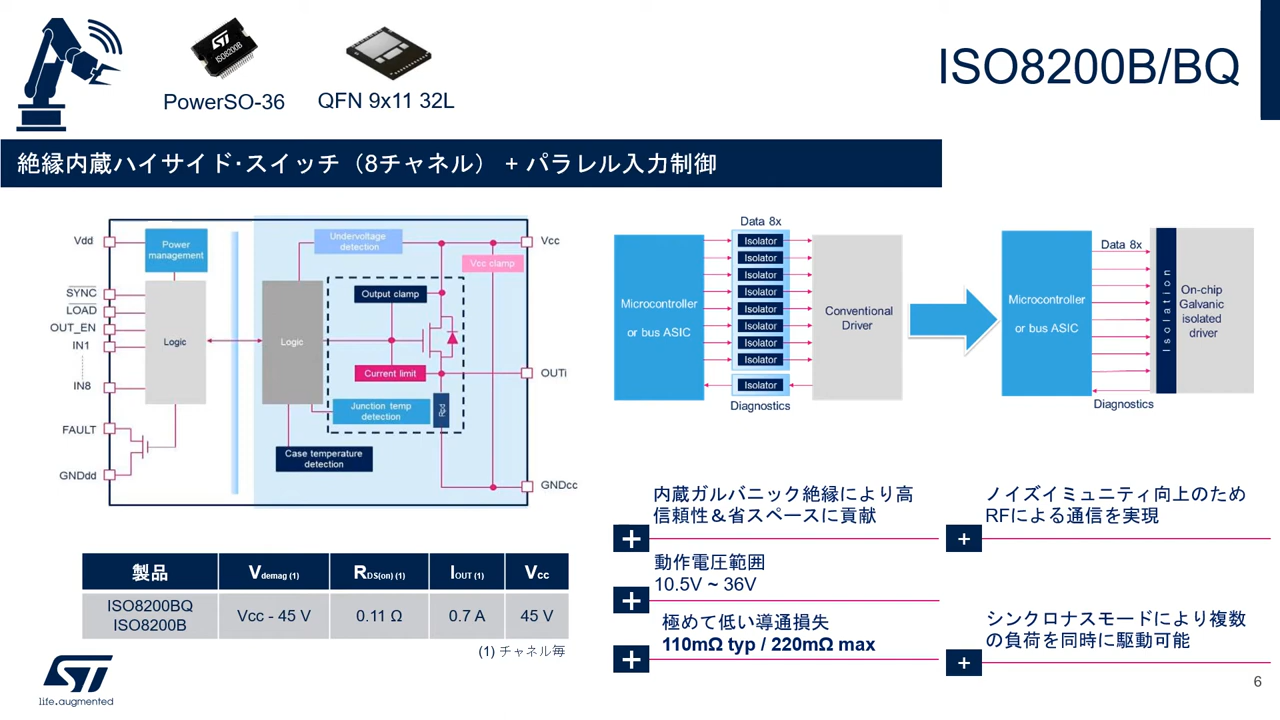 ISO8200B/BQ
ST
ISO8200B
PowerSO-36
QFN 9x11 32L
絶縁内蔵ハイサイド･スイッチ（8チャネル） + パラレル入力制御
Vdd
SYNC
LOAD
OUT_EN
IN1
IN8
FAULT
GNDdd
Power
management
Logic
Logic
Undervoltage
detection
Vcc clamp
Output clamp
Current limit
Junction temp
detection
Rpd
Case temperature
detection
Vcc
OUTi
GNDcc
Data 8x
Microcontroller
or bus ASIC
Isolator
Isolator
Isolator
Isolator
Isolator
Isolator
Isolator
Isolator
Isolator
Diagnostics
Conventional
Driver
Microcontroller
or bus ASIC
Data 8x
Isolation
On-chip
Galvanic
isolated
driver
Diagnostics
製品 Vdemag (1) RDS(on) (1) IOUT (1) Vcc
ISO8200BQ
ISO8200B
Vcc - 45 V 0.11 Ω 0.7 A 45 V
(1) チャネル毎
+ 内蔵ガルバニック絶縁により高
信頼性＆省スペースに貢献
+ 動作電圧範囲
10.5V ~ 36V
+ 極めて低い導通損失
110mΩ typ / 220mΩ max
+ ノイズイミュニティ向上のため
RFによる通信を実現
+ シンクロナスモードにより複数
の負荷を同時に駆動可能
ST
life.augmented
6